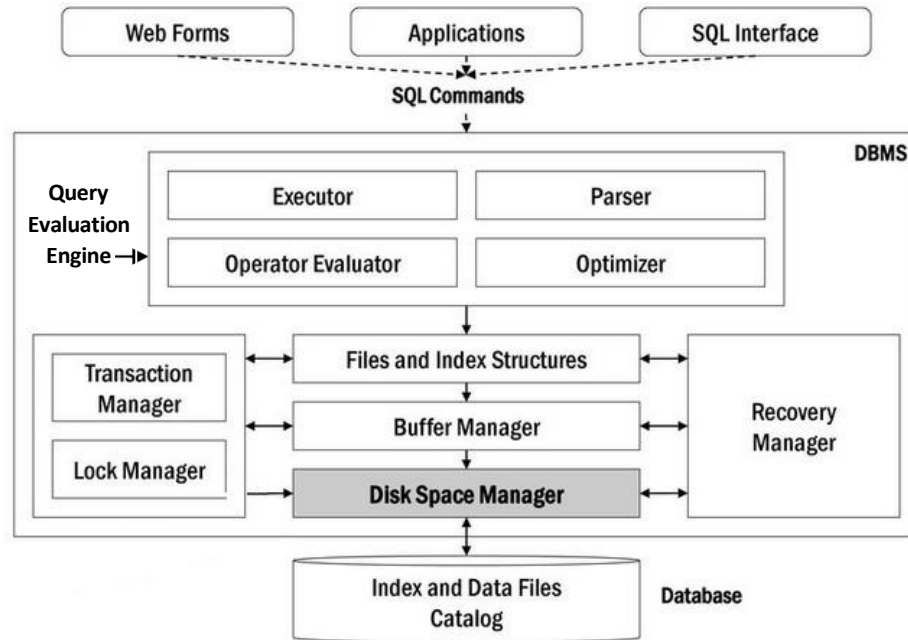 Web Forms
Applications
SQL Interface
SQL Commands
DBMS
Query
Evaluation
Engine
Executor
Parser
Operator Evaluator
Optimizer
Files and Index Structures
Transaction
Manager
Buffer Manager
Recovery
Manager
Lock Manager
Disk Space Manager
Index and Data Files
Catalog
Database